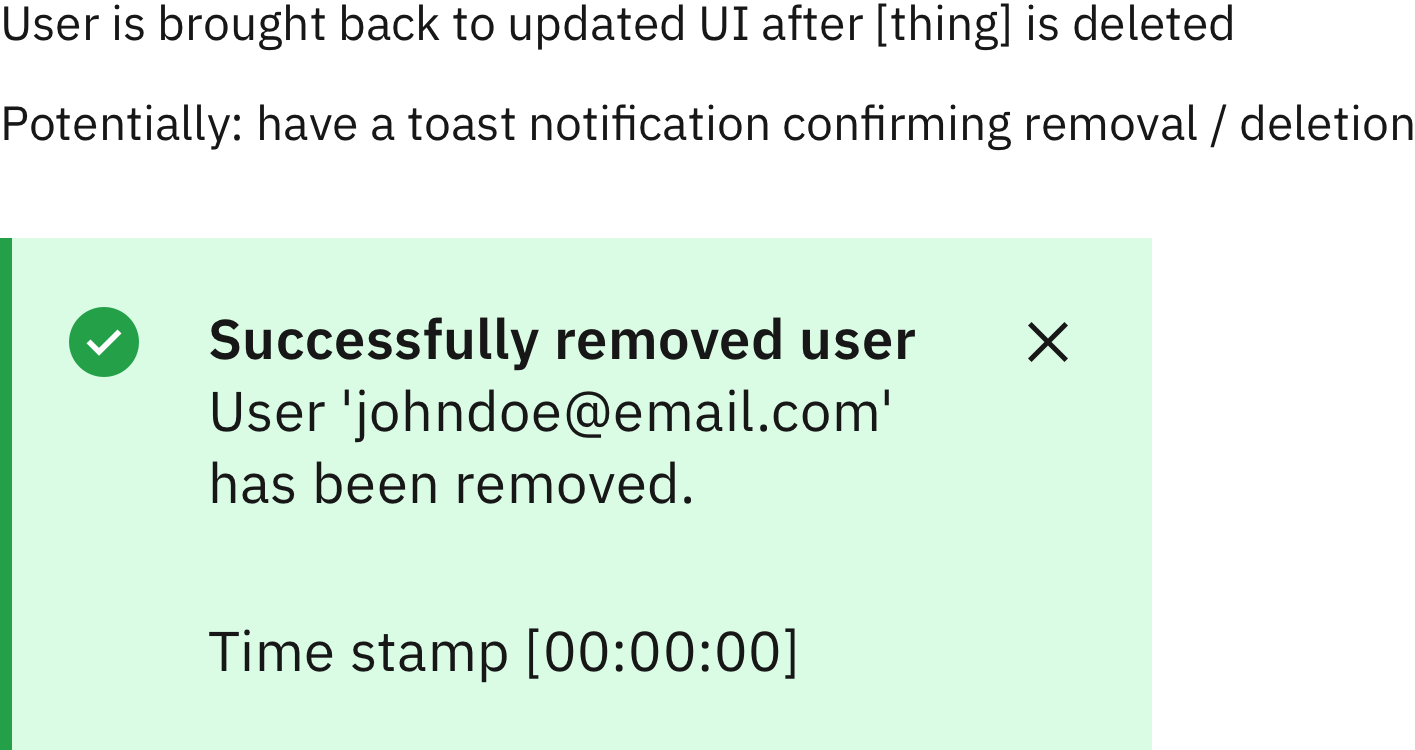 User is brought back to updated UI after [thing] is deleted
Potentially: have a toast notification confirming removal / deletion
Successfully removed user
User 'johndoe@email.com'
has been removed.
Time stamp [00:00:00]